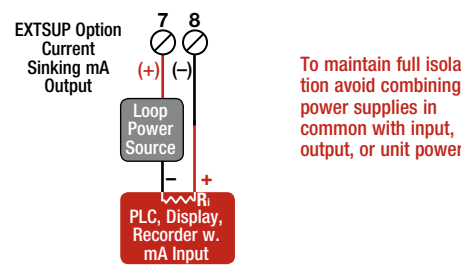 EXTSUP Option
Current
Sinking mA
Output
7 8
(+) (–)
Loop
Power
Source
– +
Ri
PLC, Display,
Recorder w.
mA Input
To maintain full isola
tion avoid combining
power supplies in
common with input,
output, or unit power